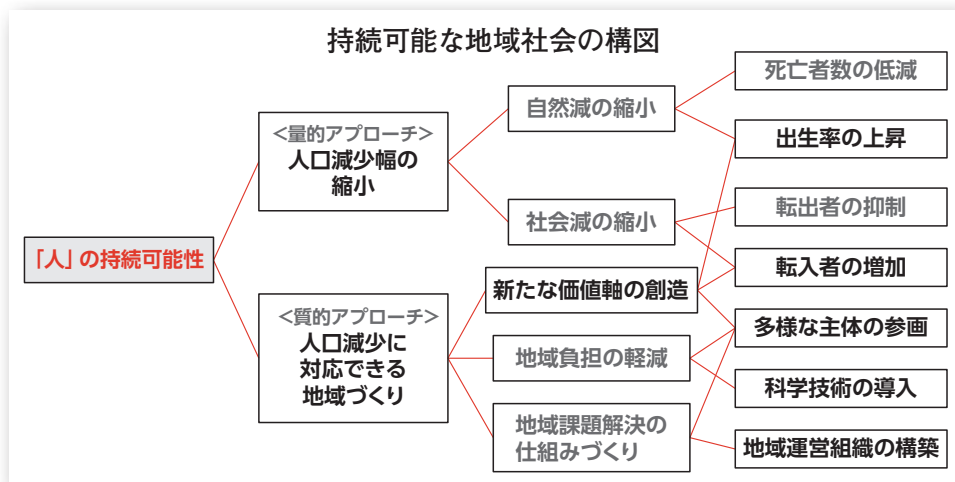 持続可能な地域社会の構図
「人」の持続可能性
<量的アプローチ>
人口減少幅の
縮小
<質的アプローチ>
人口減少に
対応できる
地域づくり
自然減の縮小
社会減の縮小
新たな価値軸の創造
地域負担の軽減
地域課題解決の
仕組みづくり
死亡者数の低減
出生率の上昇
転出者の抑制
転入者の増加
多様な主体の参画
科学技術の導入
地域運営組織の構築